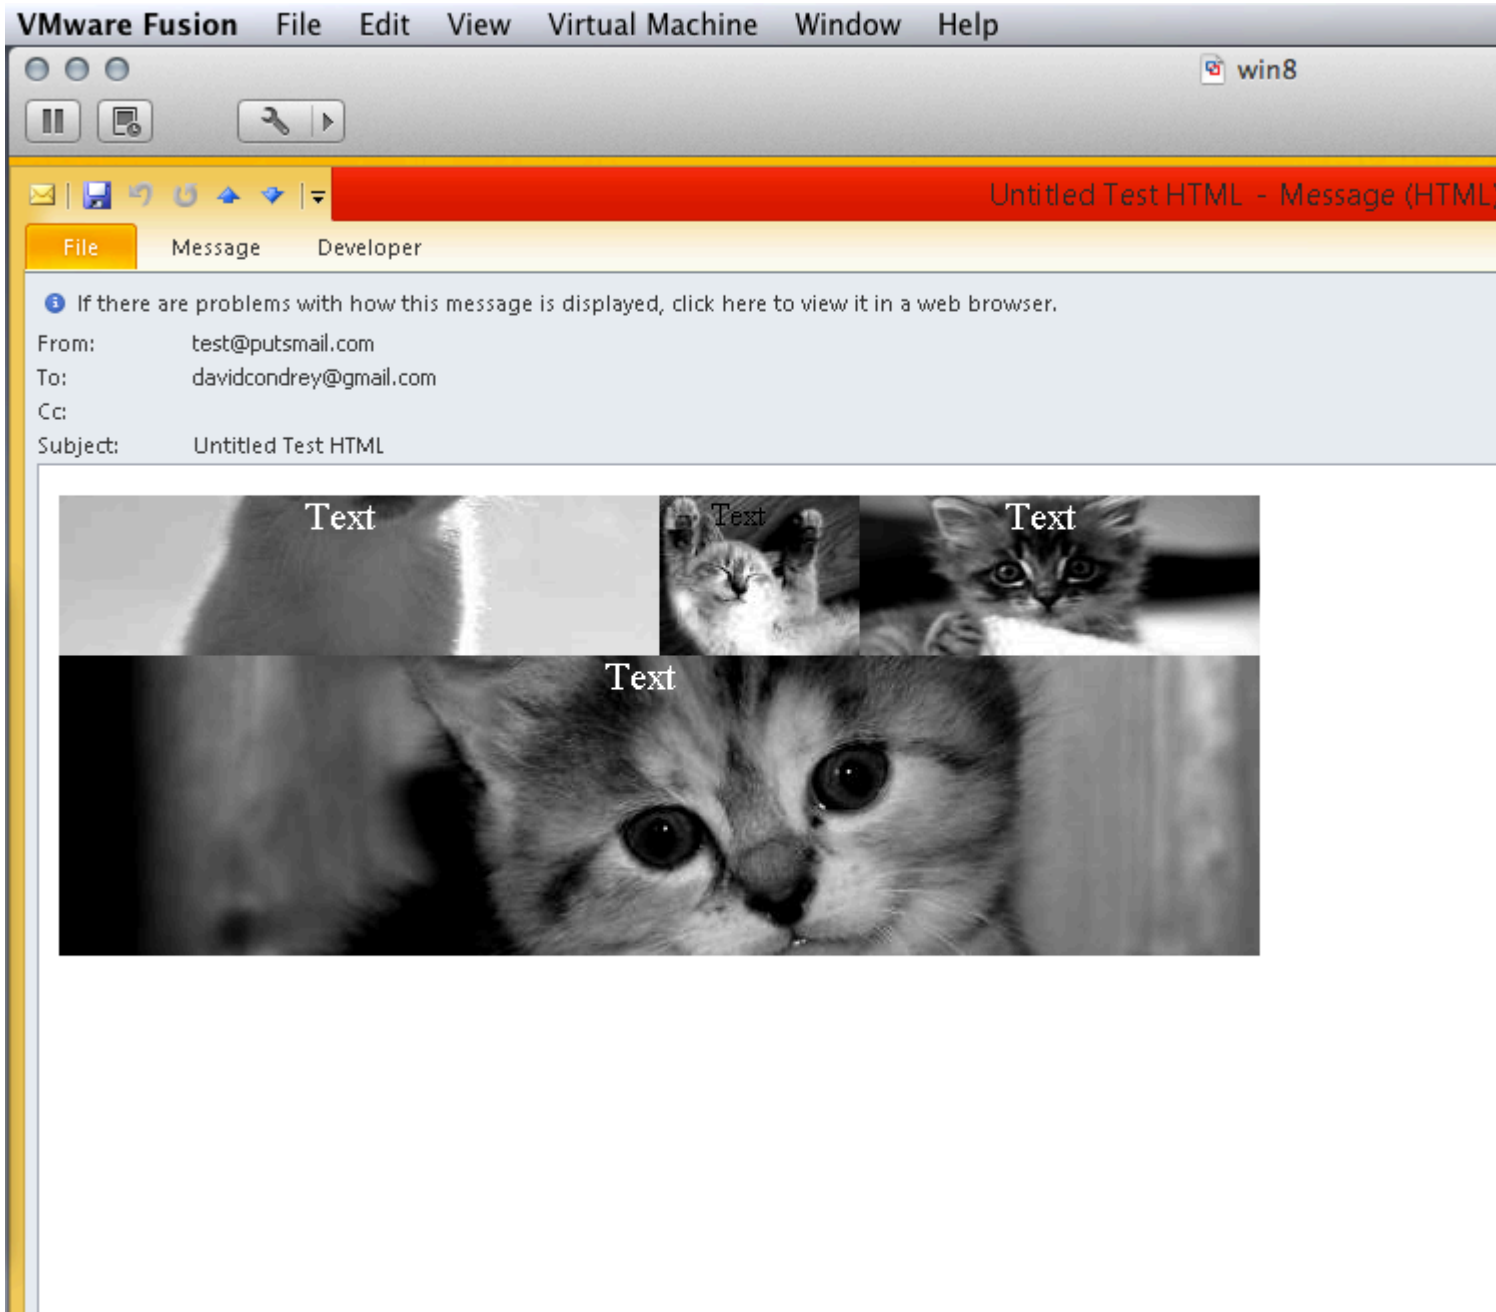 VMware Fusion File Edit View Virtual Machine Window Help
win8
Untitled Test HTML - Message (HTML)
File Message Developer
If there are problems with how this message is displayed, click here to view it in a web browser.
From: test@putsmail.com
To: davidcondrey@gmail.com
Cc:
Subject: Untitled Test HTML
Text Text Text
Text